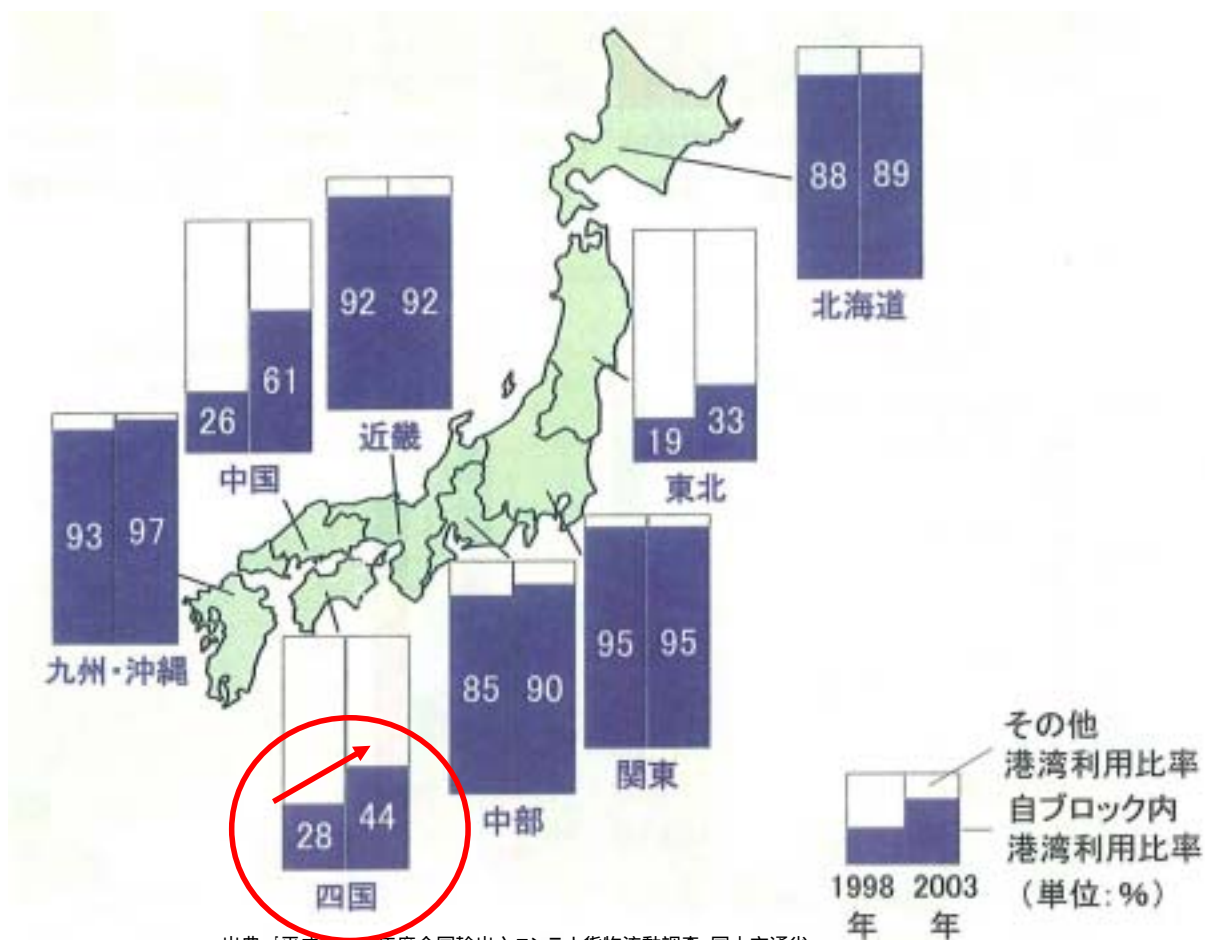 88 89
北海道
92 92
近畿
26 61
中国
19 33
東北
93 97
九州・沖縄
95 95
関東
85 90
中部
28 44
四国
その他
港湾利用比率
自ブロック内
港湾利用比率
(単位:%)
1998 2003
年 年